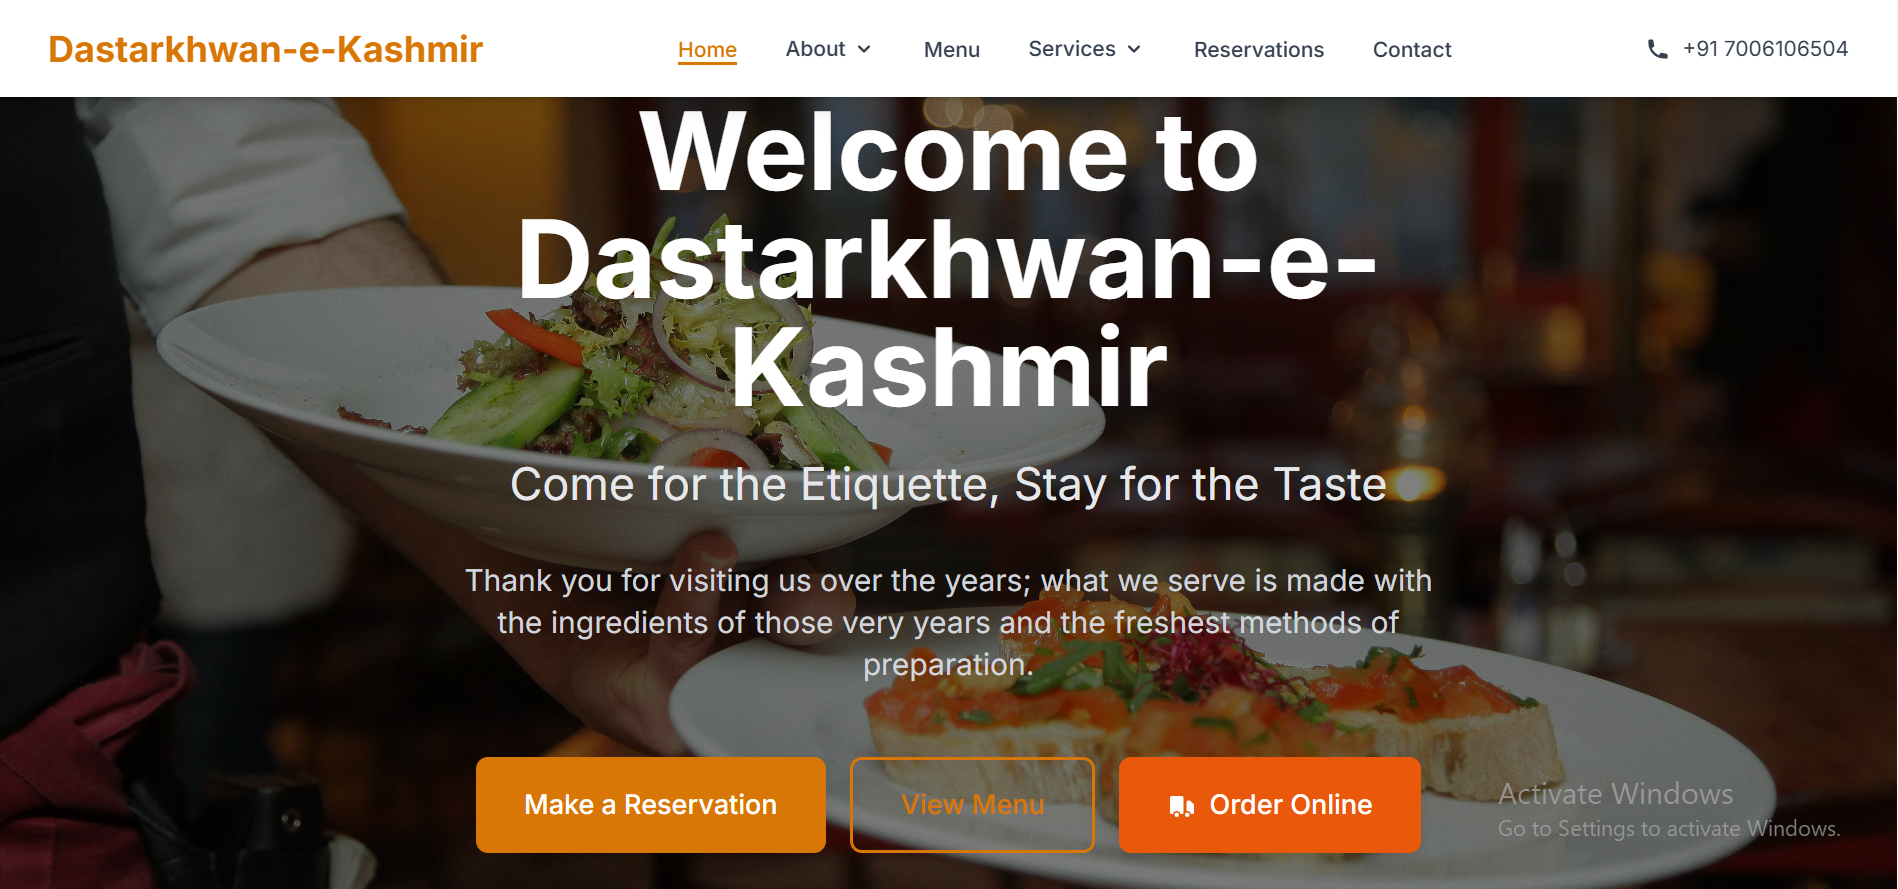 Dastarkhwan-e-Kashmir
Home
About
Menu
Services
Reservations
Contact
+91 7006106504
Welcome to
Dastarkhwan-e-
Kashmir
Come for the Etiquette, Stay for the Taste
Thank you for visiting us over the years; what we serve is made with
the ingredients of those very years and the freshest methods of
preparation.
Make a Reservation
View Menu
Order Online
Activate Windows
Go to Settings to activate Windows.